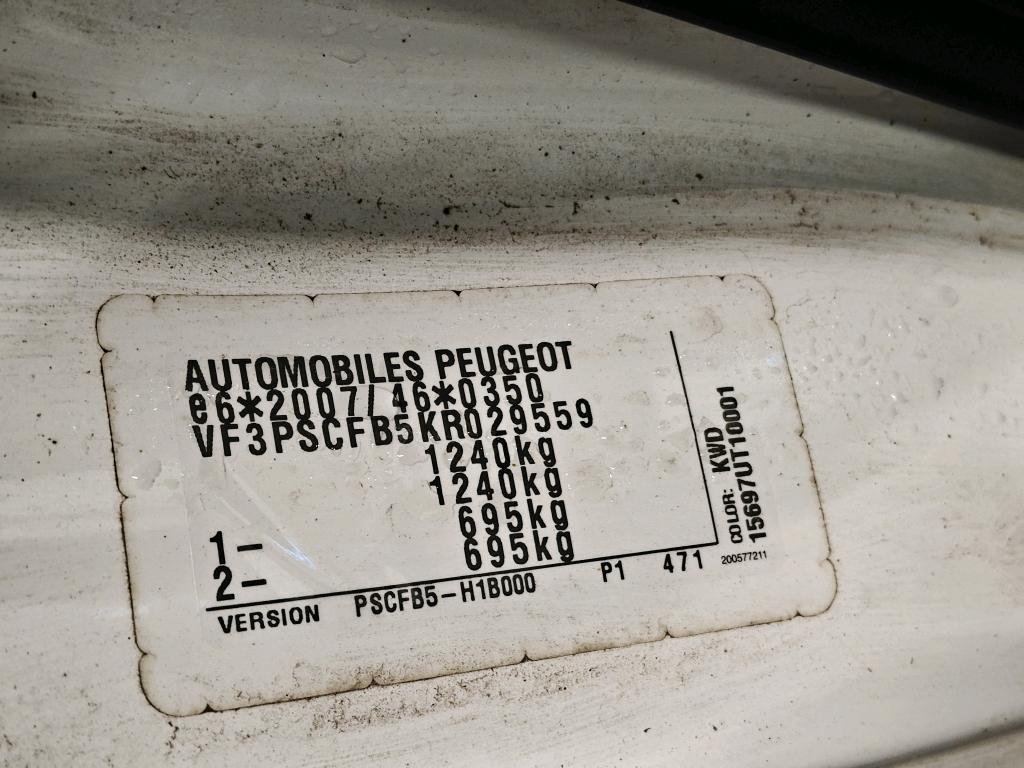 AUTOMOBILES PEUGEOT
e6*2007/46*0350
VF3PSCFB5KR029559
1240kg
1240kg
1- 695kg
2- 695kg
VERSION PSCFB5-H1B000 P1 471
COLOR: KWD
15697UT10001
200577211